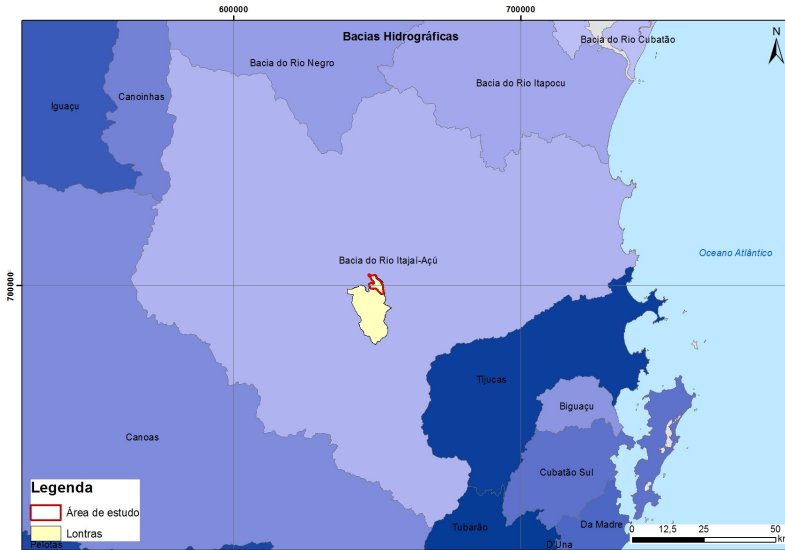 600000
700000
Bacias Hidrográficas
Bacia do Rio Cubatão
N
Bacia do Rio Negro
Bacia do Rio Itapocu
Canoinhas
Iguaçu
Oceano Atlântico
Bacia do Rio Itajaí-Açú
700000
Tijucas
Biguaçu
Canoas
Cubatão Sul
Legenda
Área de estudo
Lontras
Pelotas
Tubarão
Da Madre
D'Una
0 12,5 25 50
km